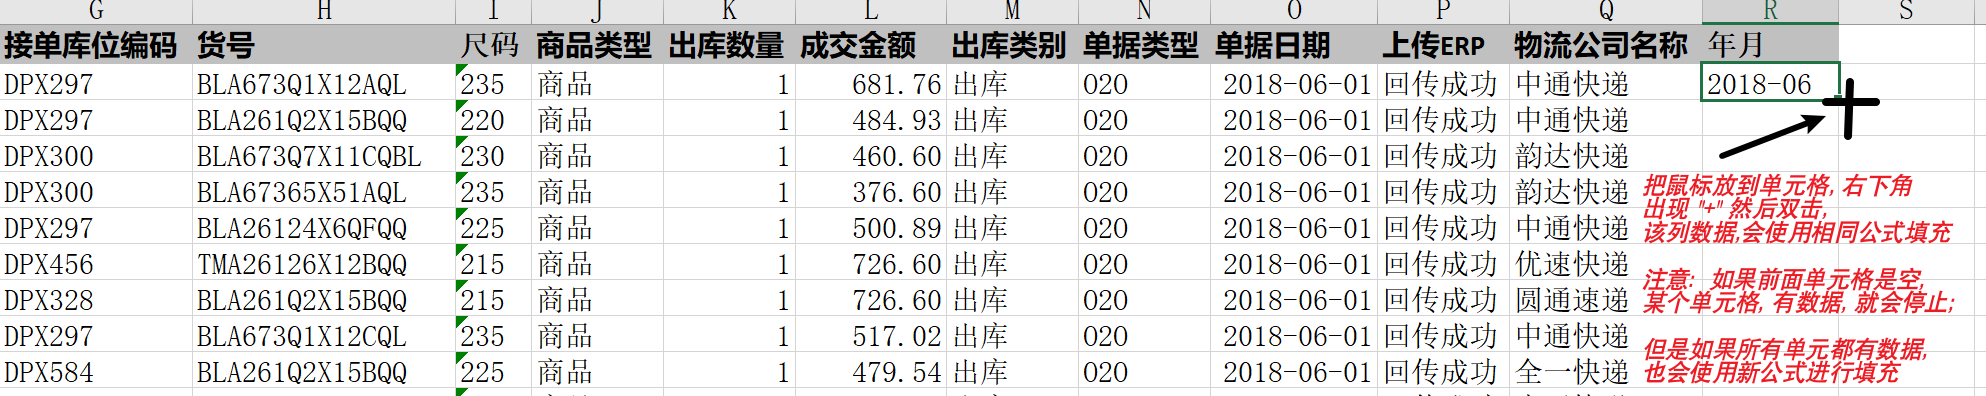 G H I J K L M N O P Q R S
接单库位编码 货号 尺码 商品类型 出库数量 成交金额 出库类别 单据类型 单据日期 上传ERP 物流公司名称 年月
DPX297 BLA673Q1X12AQL 235 商品 1 681.76 出库 O2O 2018-06-01 回传成功 中通快递 2018-06
DPX297 BLA261Q2X15BQQ 220 商品 1 484.93 出库 O2O 2018-06-01 回传成功 中通快递
DPX300 BLA673Q7X11CQBL 230 商品 1 460.60 出库 O2O 2018-06-01 回传成功 韵达快递
DPX300 BLA67365X51AQL 235 商品 1 376.60 出库 O2O 2018-06-01 回传成功 韵达快递
DPX297 BLA26124X6QFQQ 225 商品 1 500.89 出库 O2O 2018-06-01 回传成功 中通快递
DPX456 TMA26126X12BQQ 215 商品 1 726.60 出库 O2O 2018-06-01 回传成功 优速快递
DPX328 BLA261Q2X15BQQ 215 商品 1 726.60 出库 O2O 2018-06-01 回传成功 圆通速递
DPX297 BLA673Q1X12CQL 235 商品 1 517.02 出库 O2O 2018-06-01 回传成功 中通快递
DPX584 BLA261Q2X15BQQ 225 商品 1 479.54 出库 O2O 2018-06-01 回传成功 全一快递
把鼠标放到单元格, 右下角
出现 "+" 然后双击,
该列数据,会使用相同公式填充
注意: 如果前面单元格是空,
某个单元格, 有数据, 就会停止;
但是如果所有单元都有数据,
也会使用新公式进行填充